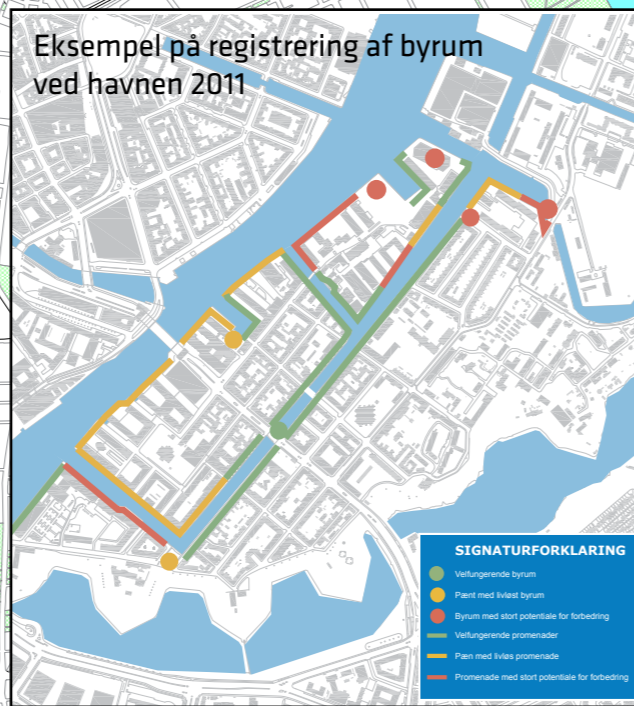 Eksempel på registrering af byrum
ved havnen 2011
SIGNATURFORKLARING
Velfungerende byrum
Pænt med livløst byrum
Byrum med stort potentiale for forbedring
Velfungerende promenader
Pæn med livløs promenade
Promenade med stort potentiale for forbedring